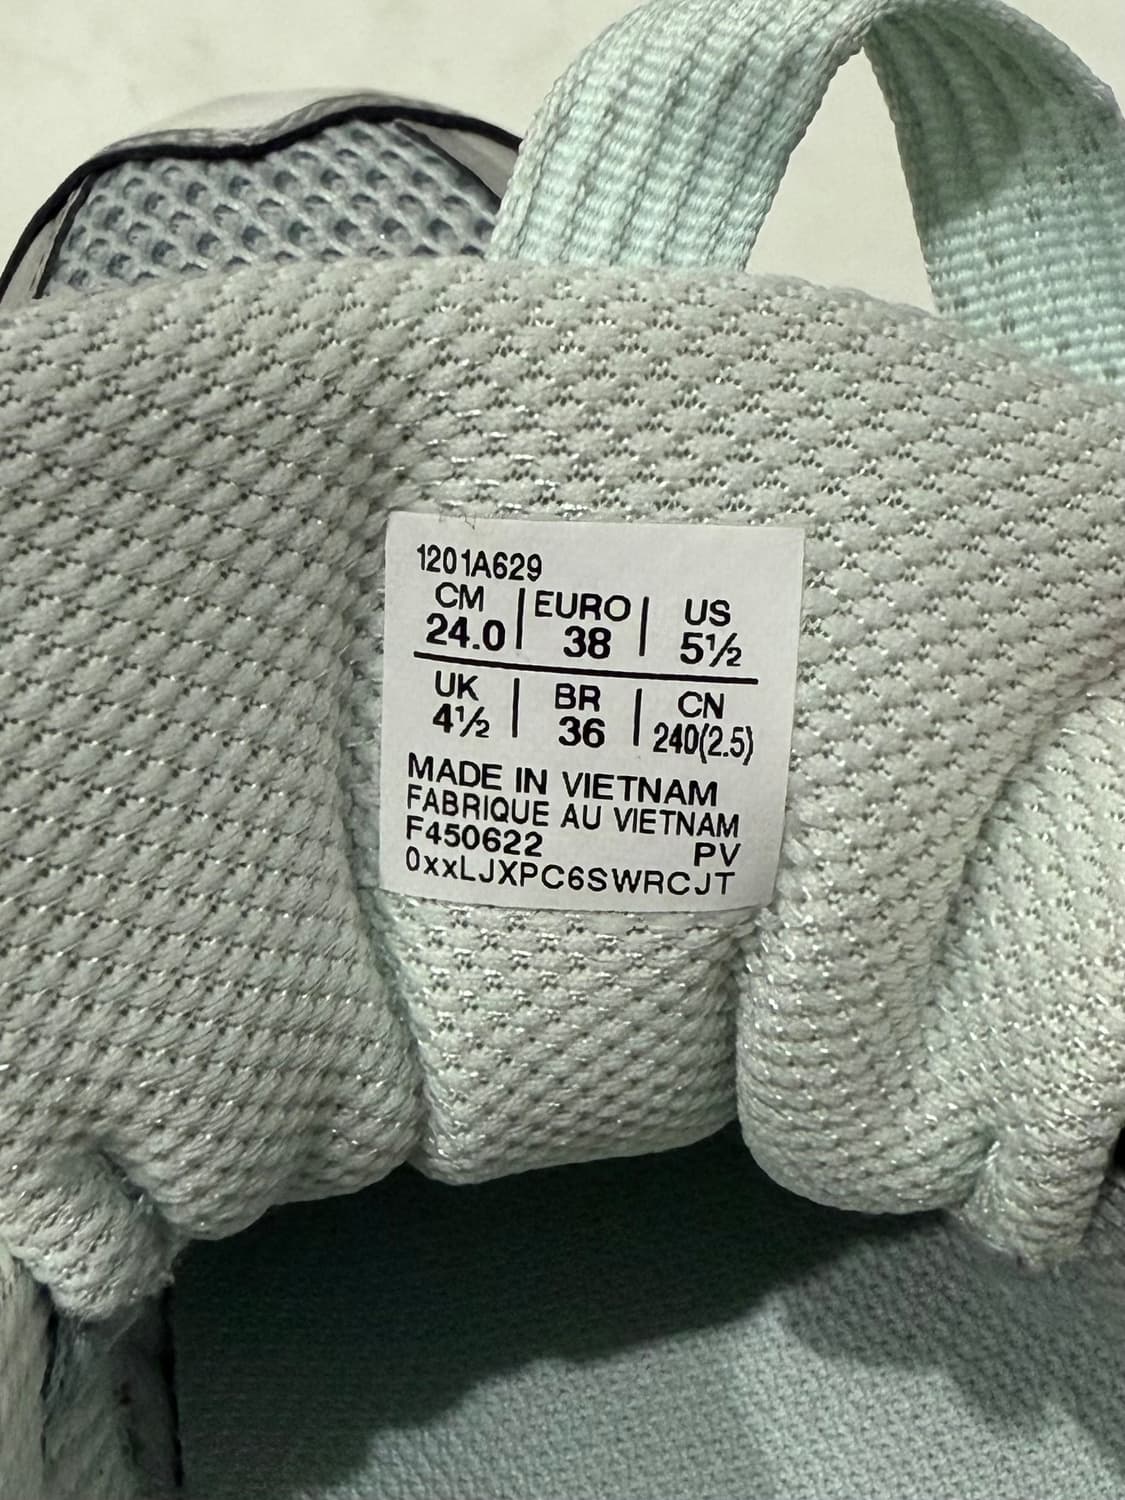 1201A629
CM | EURO | US
24.0 | 38 | 5½
UK | BR | CN
4½ | 36 | 240(2.5)
MADE IN VIETNAM
FABRIQUE AU VIETNAM
F450622 PV
0xxLJXPC6SWRCJT